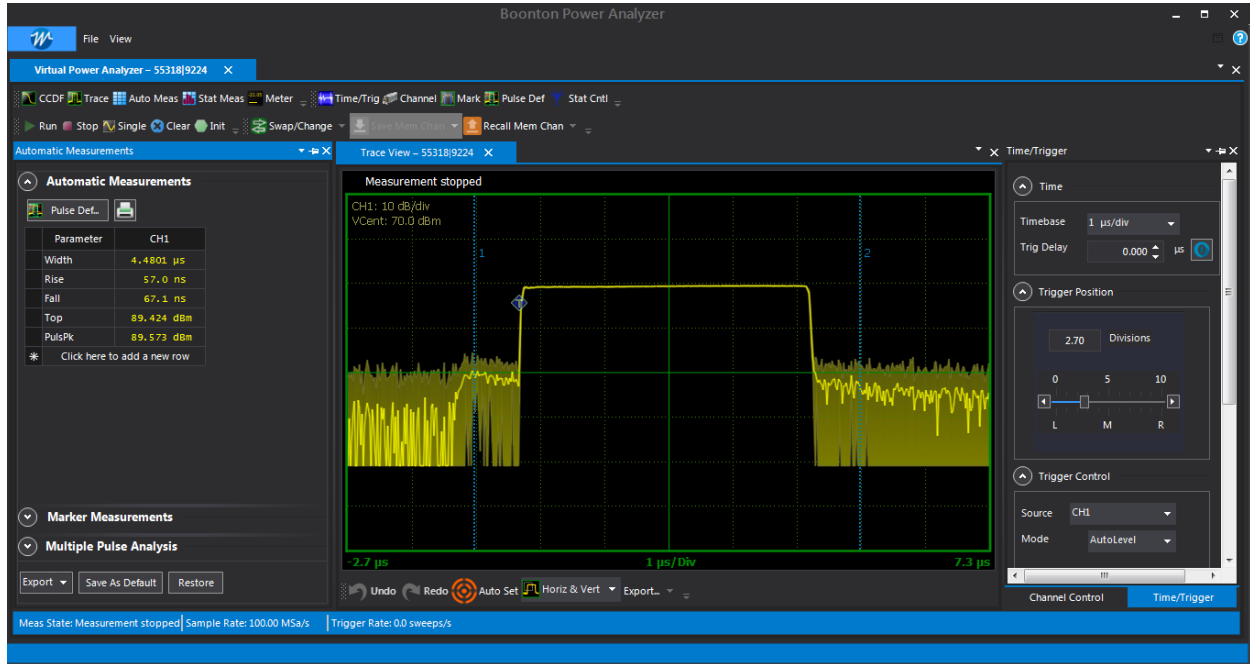 Boonton Power Analyzer
File View
Virtual Power Analyzer – 55318|9224
CCDF Trace Auto Meas Stat Meas Meter Time/Trig Channel Mark Pulse Def Stat Cntl
Run Stop Single Clear Init Swap/Change Save Mem Chan Recall Mem Chan
Automatic Measurements
Trace View – 55318|9224
Time/Trigger
Automatic Measurements
Pulse Def...
Parameter CH1
Width 4.4801 µs
Rise 57.0 ns
Fall 67.1 ns
Top 89.424 dBm
PulsPk 89.573 dBm
Click here to add a new row
Marker Measurements
Multiple Pulse Analysis
Export Save As Default Restore
Measurement stopped
CH1: 10 dB/div
VCent: 70.0 dBm
1
2
-2.7 µs 1 µs/Div 7.3 µs
Undo Redo Auto Set Horiz & Vert Export...
Time
Timebase 1 µs/div
Trig Delay 0.000 µs
Trigger Position
2.70 Divisions
0 5 10
L M R
Trigger Control
Source CH1
Mode AutoLevel
Channel Control Time/Trigger
Meas State: Measurement stopped Sample Rate: 100.00 MSa/s Trigger Rate: 0.0 sweeps/s